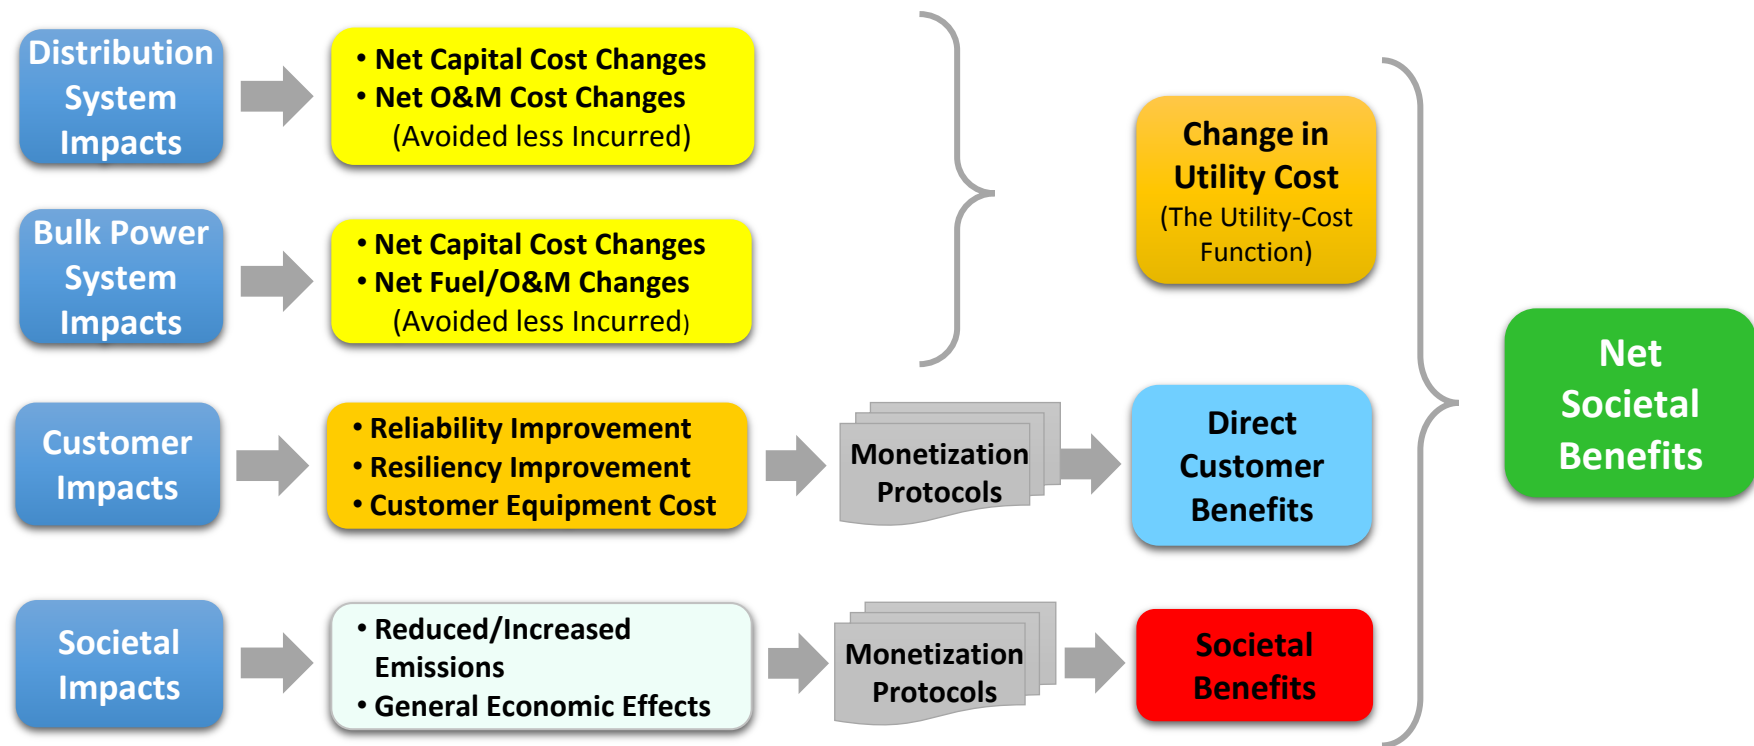 Distribution
System
Impacts
• Net Capital Cost Changes
• Net O&M Cost Changes
(Avoided less Incurred)
Change in
Utility Cost
(The Utility-Cost
Function)
Bulk Power
System
Impacts
• Net Capital Cost Changes
• Net Fuel/O&M Changes
(Avoided less Incurred)
Net
Societal
Benefits
Customer
Impacts
• Reliability Improvement
• Resiliency Improvement
• Customer Equipment Cost
Monetization
Protocols
Direct
Customer
Benefits
Societal
Impacts
• Reduced/Increased
Emissions
• General Economic Effects
Monetization
Protocols
Societal
Benefits